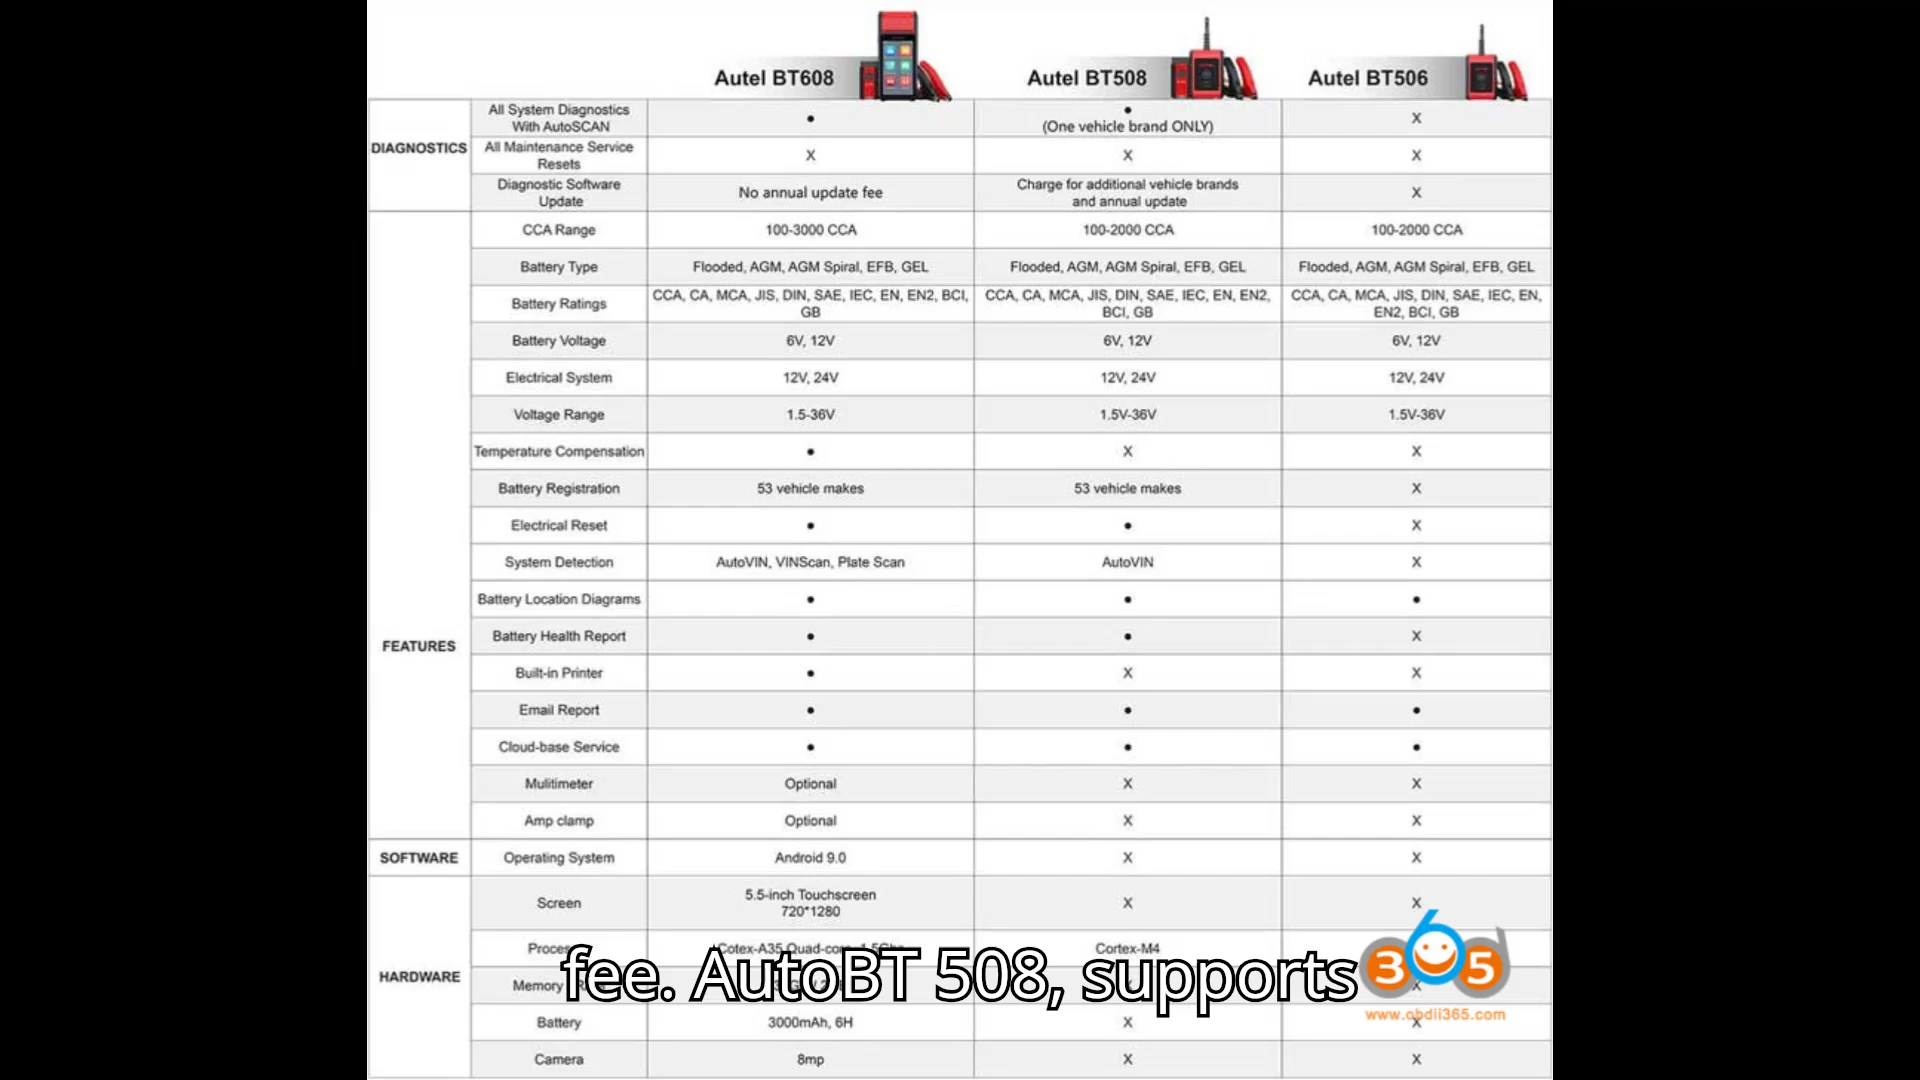 Autel BT608 Autel BT508 Autel BT506
DIAGNOSTICS
All System Diagnostics
With AutoSCAN
● ●
(One vehicle brand ONLY)
X
All Maintenance Service
Resets
X X X
Diagnostic Software
Update
No annual update fee
Charge for additional vehicle brands
and annual update
X
FEATURES
CCA Range 100-3000 CCA 100-2000 CCA 100-2000 CCA
Battery Type Flooded, AGM, AGM Spiral, EFB, GEL Flooded, AGM, AGM Spiral, EFB, GEL Flooded, AGM, AGM Spiral, EFB, GEL
Battery Ratings
CCA, CA, MCA, JIS, DIN, SAE, IEC, EN, EN2, BCI,
GB
CCA, CA, MCA, JIS, DIN, SAE, IEC, EN, EN2,
BCI, GB
CCA, CA, MCA, JIS, DIN, SAE, IEC, EN,
EN2, BCI, GB
Battery Voltage 6V, 12V 6V, 12V 6V, 12V
Electrical System 12V, 24V 12V, 24V 12V, 24V
Voltage Range 1.5-36V 1.5V-36V 1.5V-36V
Temperature Compensation ● X X
Battery Registration 53 vehicle makes 53 vehicle makes X
Electrical Reset ● ● X
System Detection AutoVIN, VINScan, Plate Scan AutoVIN X
Battery Location Diagrams ● ● ●
Battery Health Report ● ● X
Built-in Printer ● X X
Email Report ● ● ●
Cloud-base Service ● ● ●
Mulitimeter Optional X X
Amp clamp Optional X X
SOFTWARE
Operating System Android 9.0 X X
HARDWARE
Screen
5.5-inch Touchscreen
720*1280
X X
Cotex-A35 Quad-core Cortex-M4
Memory X
Battery 3000mAh, 6H X X
Camera 8mp X X
fee. AutoBT 508, supports
365
www.obdii365.com